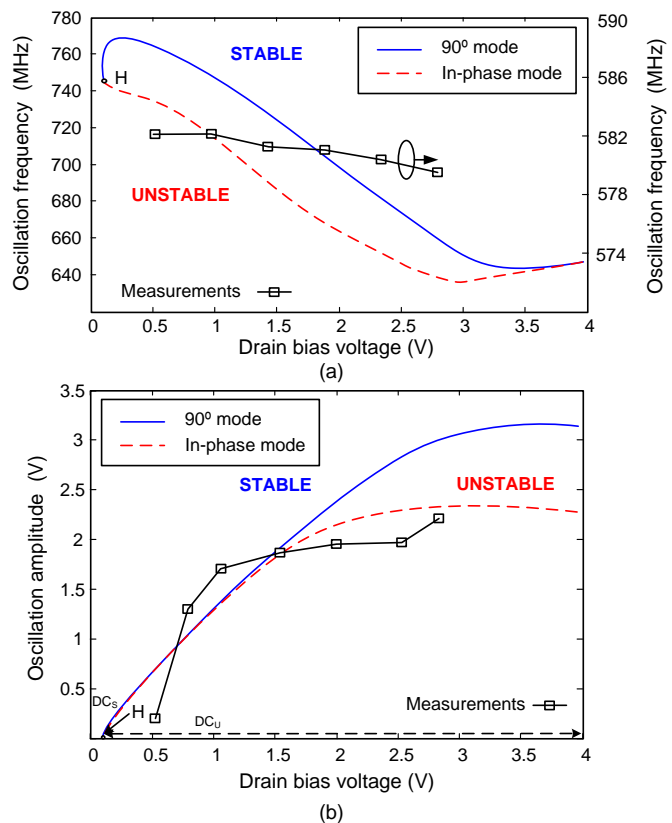 780
760
740
720
700
680
660
640
590
586
582
578
574
Oscillation frequency (MHz)
Oscillation frequency (MHz)
STABLE
90º mode
In-phase mode
H
UNSTABLE
Measurements
0 0.5 1 1.5 2 2.5 3 3.5 4
Drain bias voltage (V)
(a)
3.5
3
2.5
2
1.5
1
0.5
Oscillation amplitude (V)
90º mode
In-phase mode
STABLE
UNSTABLE
DCS
H
DCU
Measurements
0 0.5 1 1.5 2 2.5 3 3.5 4
Drain bias voltage (V)
(b)